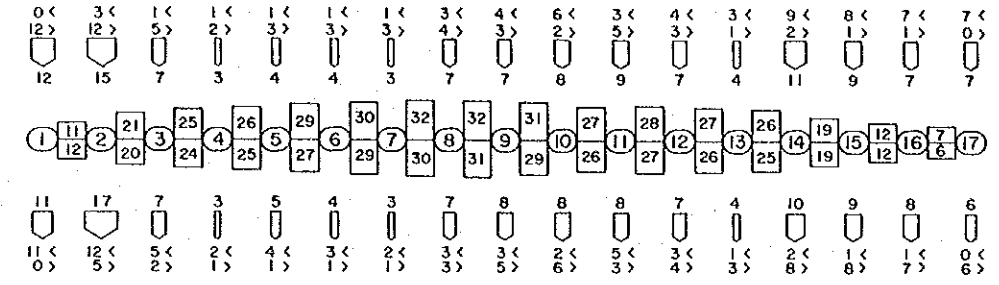 0 < 3 < 1 < 1 < 1 < 1 < 1 < 3 < 4 < 6 < 3 < 4 < 3 < 9 < 8 < 7 < 7 <
12 > 12 > 5 > 2 > 3 > 3 > 3 > 4 > 3 > 2 > 5 > 3 > 1 > 2 > 1 > 1 > 0 >
12 15 7 3 4 4 3 7 7 8 9 7 4 11 9 7 7
11 21 25 26 29 30 32 32 31 27 28 27 26 19 12 7
1 2 3 4 5 6 7 8 9 10 11 12 13 14 15 16 17
12 20 24 25 27 29 30 31 29 26 27 26 25 19 12 6
11 17 7 3 5 4 3 7 8 8 8 7 4 10 9 8 6
11 < 12 < 5 < 2 < 4 < 3 < 2 < 3 < 3 < 2 < 5 < 3 < 1 < 2 < 1 < 1 < 0 <
0 > 5 > 2 > 1 > 1 > 1 > 1 > 3 > 5 > 6 > 3 > 4 > 3 > 8 > 8 > 7 > 6 >